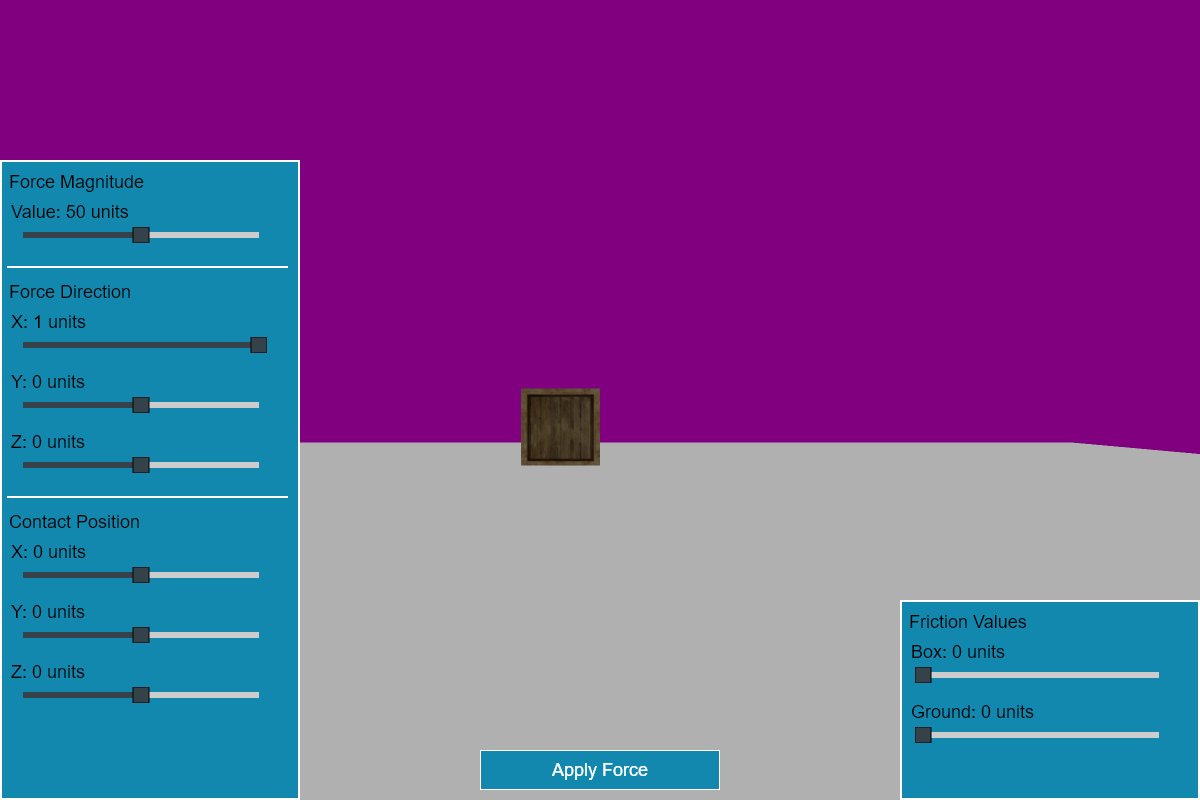 Force Magnitude
Value: 50 units
Force Direction
X: 1 units
Y: 0 units
Z: 0 units
Contact Position
X: 0 units
Y: 0 units
Z: 0 units
Friction Values
Box: 0 units
Ground: 0 units
Apply Force